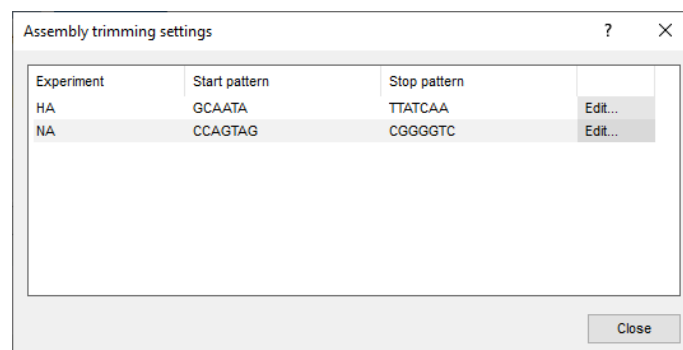 Assembly trimming settings ? ×
Experiment Start pattern Stop pattern
HA GCAATA TTATCAA Edit...
NA CCAGTAG CGGGGTC Edit...
Close